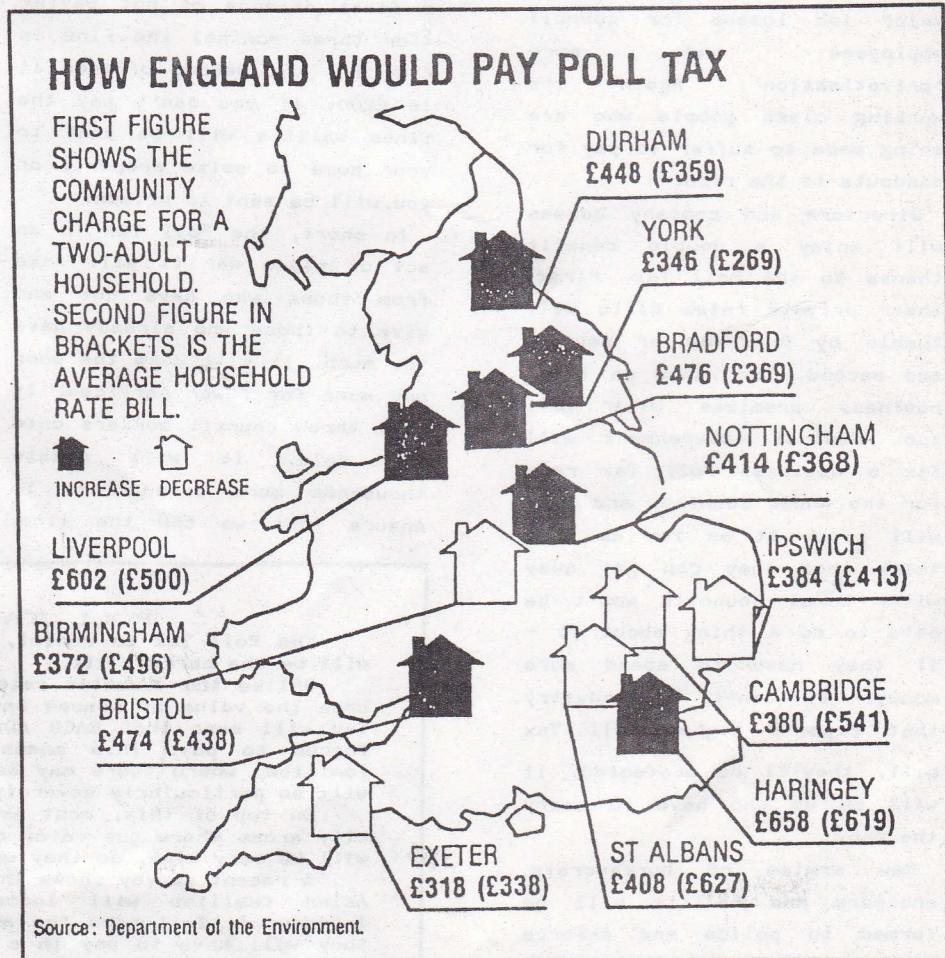 HOW ENGLAND WOULD PAY POLL TAX
FIRST FIGURE
SHOWS THE
COMMUNITY
CHARGE FOR A
TWO-ADULT
HOUSEHOLD.
SECOND FIGURE IN
BRACKETS IS THE
AVERAGE HOUSEHOLD
RATE BILL.
INCREASE DECREASE
DURHAM
£448 (£359)
YORK
£346 (£269)
BRADFORD
£476 (£369)
NOTTINGHAM
£414 (£368)
LIVERPOOL
£602 (£500)
IPSWICH
£384 (£413)
BIRMINGHAM
£372 (£496)
BRISTOL
£474 (£438)
CAMBRIDGE
£380 (£541)
HARINGEY
£658 (£619)
EXETER
£318 (£338)
ST ALBANS
£408 (£627)
Source: Department of the Environment.